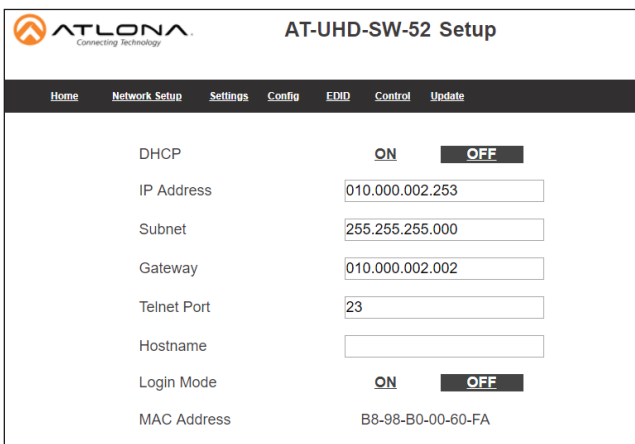 ATLONA.
Connecting Technology
AT-UHD-SW-52 Setup
Home Network Setup Settings Config EDID Control Update
DHCP ON OFF
IP Address 010.000.002.253
Subnet 255.255.255.000
Gateway 010.000.002.002
Telnet Port 23
Hostname
Login Mode ON OFF
MAC Address B8-98-B0-00-60-FA